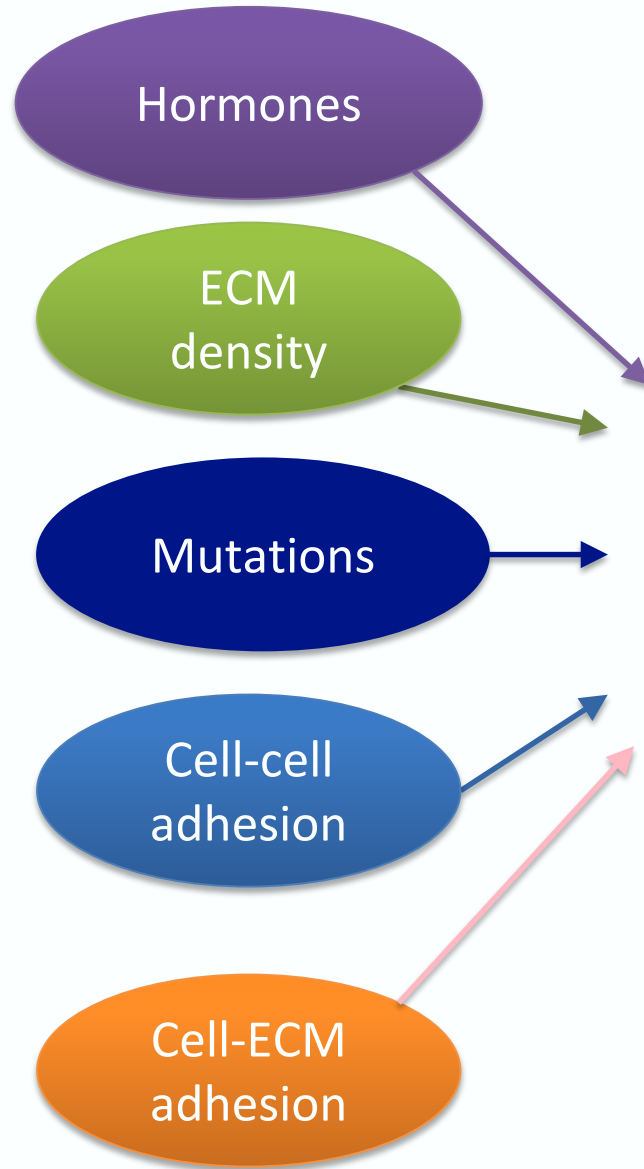 Hormones
ECM
density
Mutations
Cell-cell
adhesion
Cell-ECM
adhesion